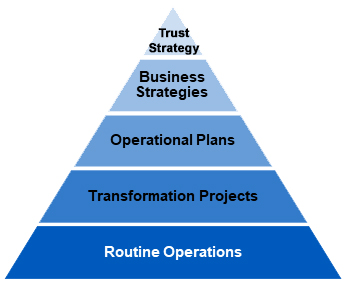 Trust
Strategy
Business
Strategies
Operational Plans
Transformation Projects
Routine Operations